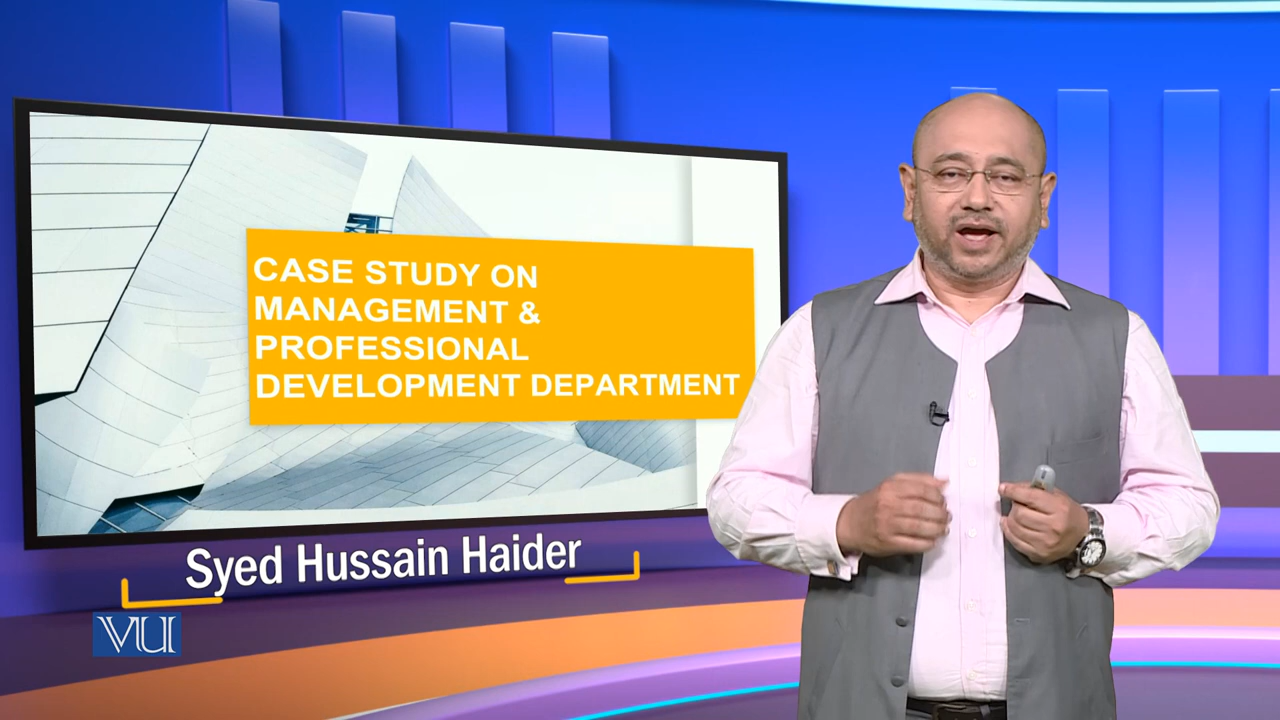 CASE STUDY ON
MANAGEMENT &
PROFESSIONAL
DEVELOPMENT DEPARTMENT
Syed Hussain Haider
VU